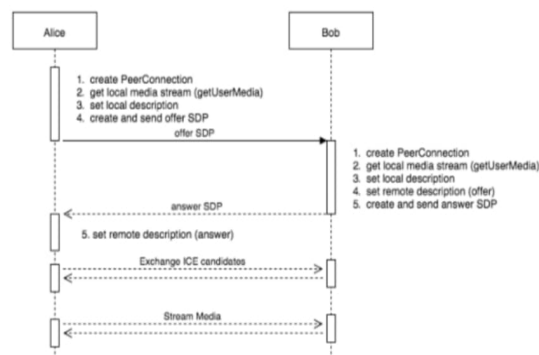 Alice
Bob
1. create PeerConnection
2. get local media stream (getUserMedia)
3. set local description
4. create and send offer SDP
offer SDP
1. create PeerConnection
2. get local media stream (getUserMedia)
3. set local description
4. set remote description (offer)
5. create and send answer SDP
answer SDP
5. set remote description (answer)
Exchange ICE candidates
Stream Media